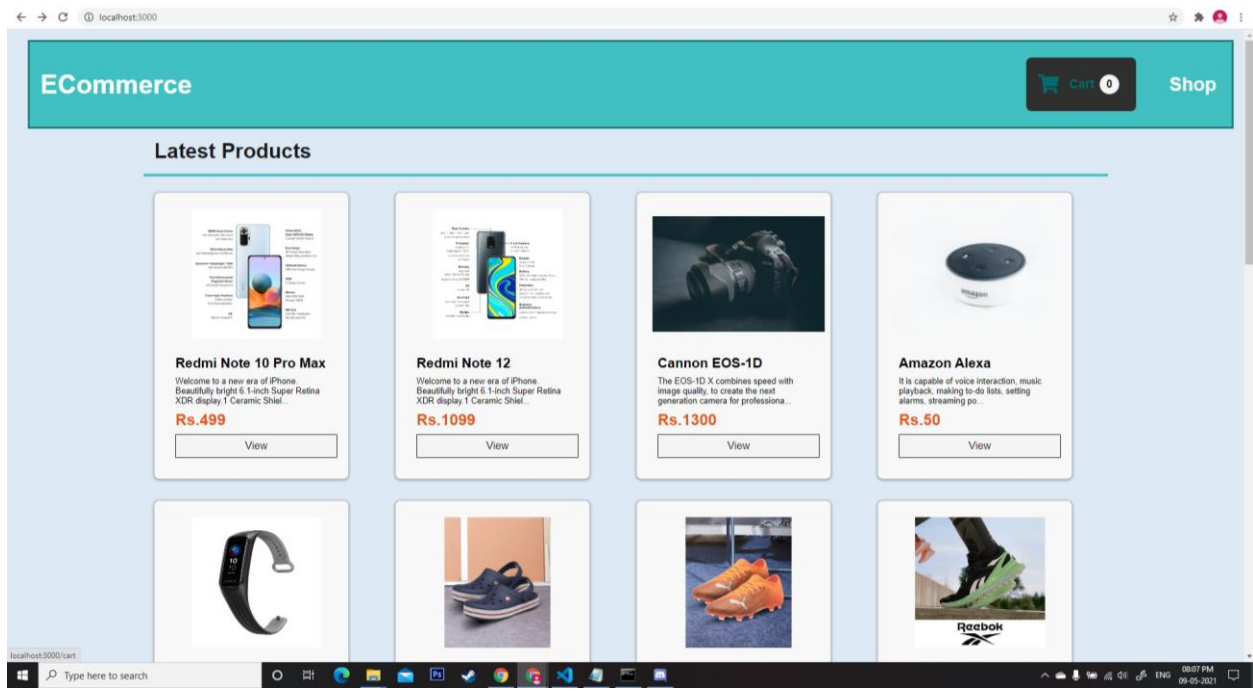 localhost:3000
ECommerce
Cart 0
Shop
Latest Products
Redmi Note 10 Pro Max
Welcome to a new era of iPhone.
Beautifully bright 6.1-inch Super Retina
XDR display.1 Ceramic Shiel...
Rs.499
View
Redmi Note 12
Welcome to a new era of iPhone.
Beautifully bright 6.1-inch Super Retina
XDR display.1 Ceramic Shiel...
Rs.1099
View
Cannon EOS-1D
The EOS-1D X combines speed with
image quality, to create the next
generation camera for professiona...
Rs.1300
View
amazon
Amazon Alexa
It is capable of voice interaction, music
playback, making to-do lists, setting
alarms, streaming po...
Rs.50
View
Reebok
localhost:3000/cart
Type here to search
Ps
ENG
08:07 PM
09-05-2021